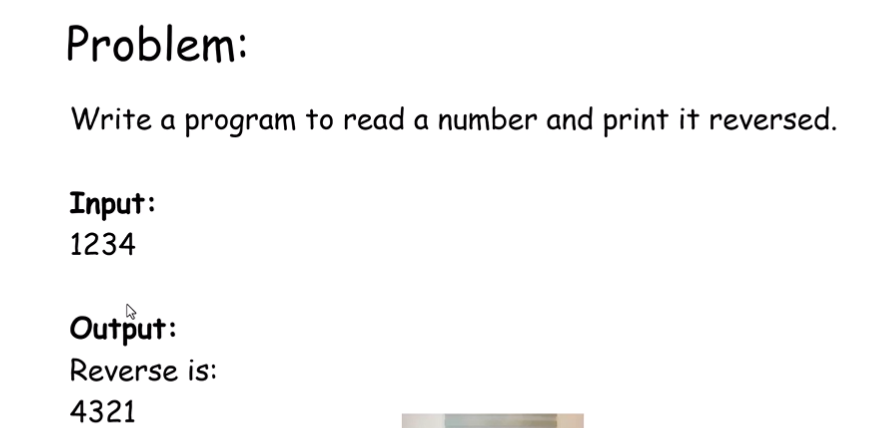 Problem:
Write a program to read a number and print it reversed.
Input:
1234
Output:
Reverse is:
4321